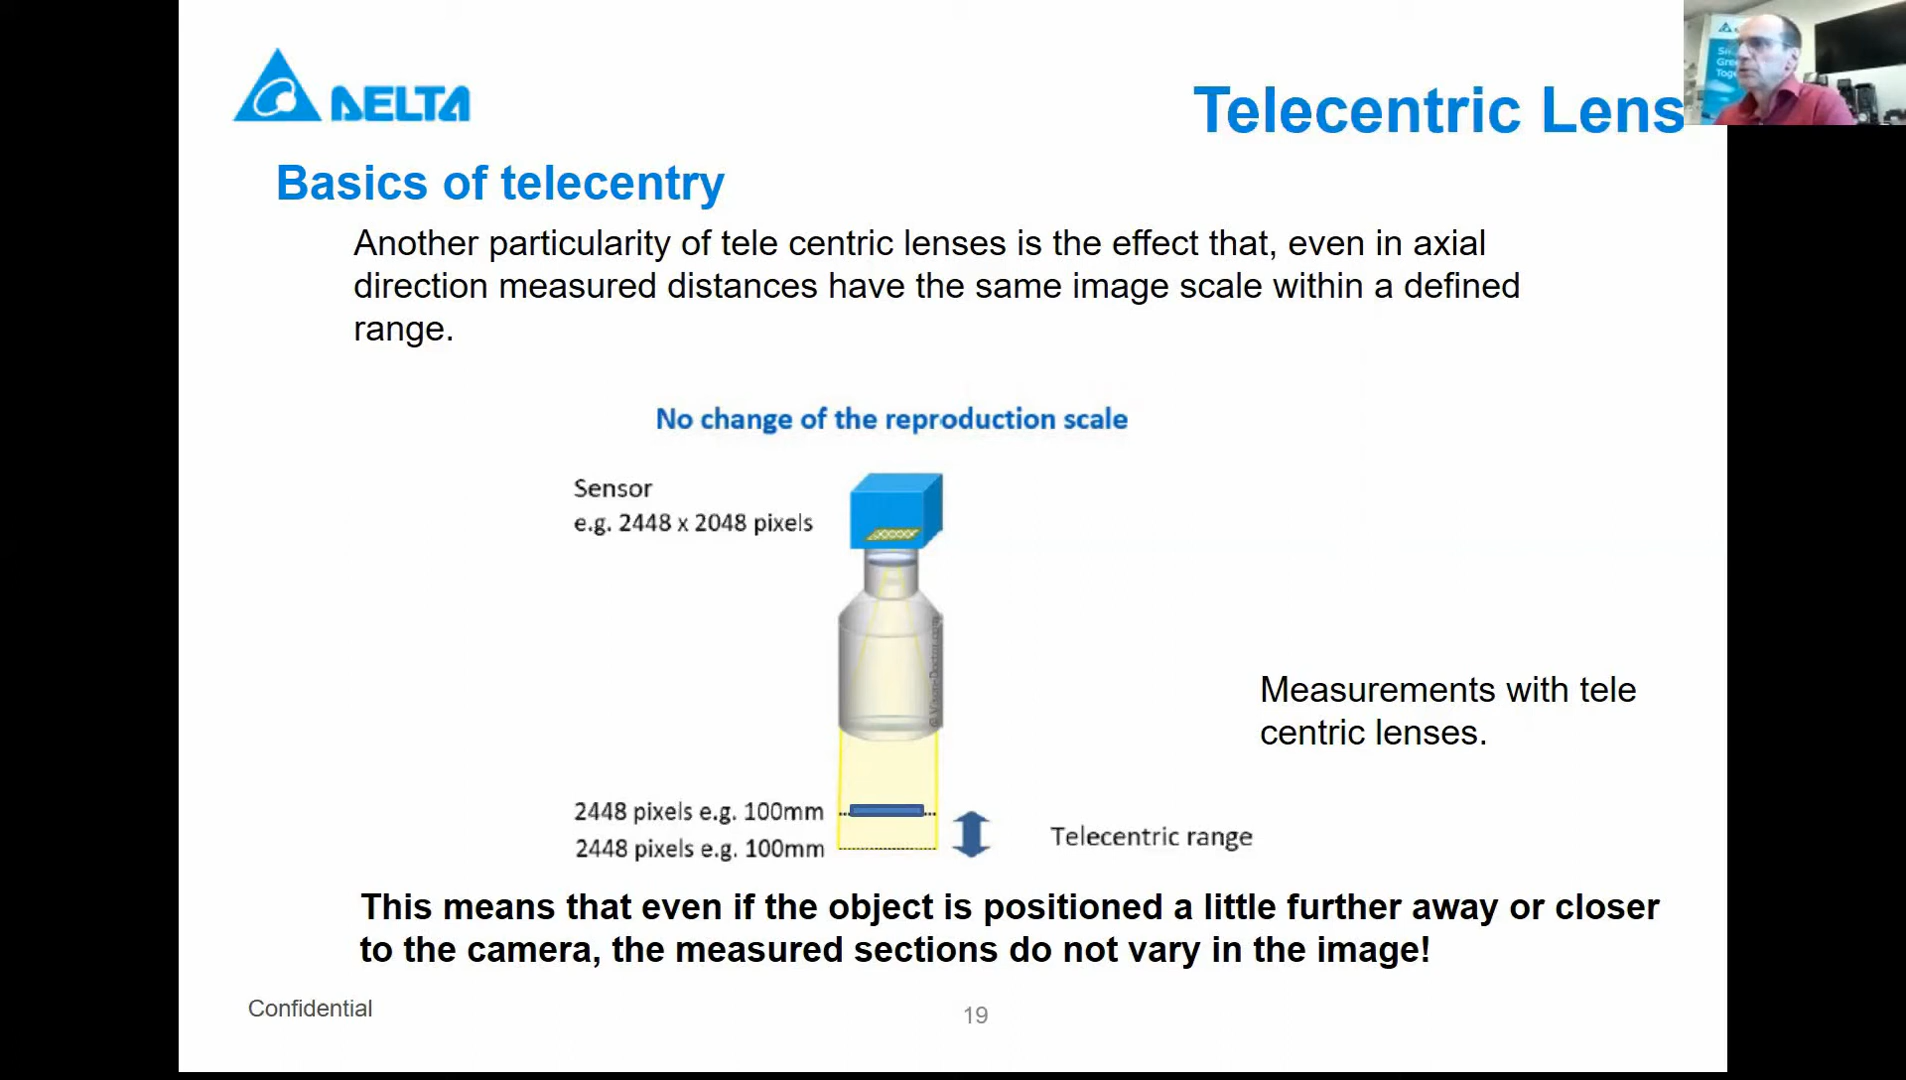 DELTA
Telecentric Lens
Basics of telecentry
Another particularity of tele centric lenses is the effect that, even in axial
direction measured distances have the same image scale within a defined
range.
No change of the reproduction scale
Sensor
e.g. 2448 x 2048 pixels
Measurements with tele
centric lenses.
2448 pixels e.g. 100mm
2448 pixels e.g. 100mm
Telecentric range
This means that even if the object is positioned a little further away or closer
to the camera, the measured sections do not vary in the image!
Confidential
19